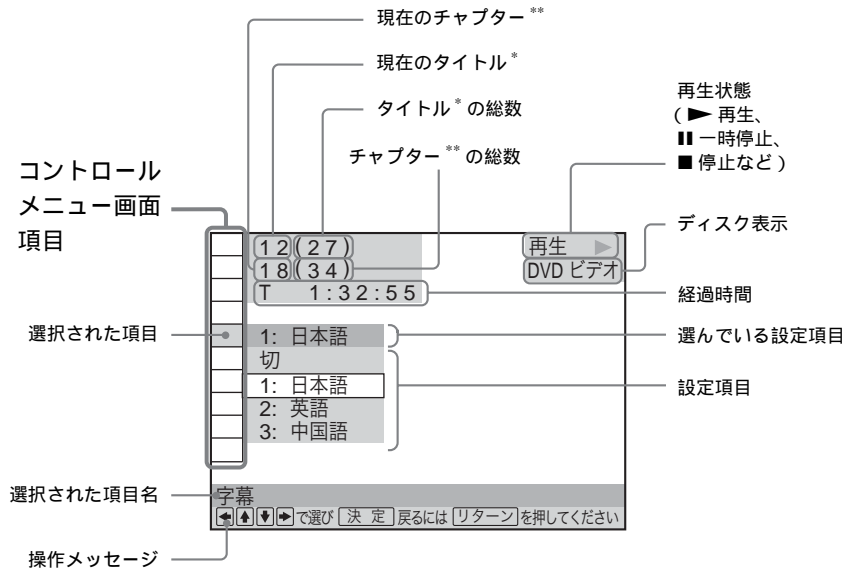 現在のチャプター**
現在のタイトル*
タイトル*の総数
チャプター**の総数
再生状態
(▶ 再生、
❚❚ 一時停止、
■ 停止など)
コントロール
メニュー画面
項目
ディスク表示
12(27)
再生 ▶
18(34)
DVD ビデオ
T 1:32:55
経過時間
選択された項目
1: 日本語
選んでいる設定項目
切
1: 日本語
設定項目
2: 英語
3: 中国語
選択された項目名
字幕
←↑↓→で選び 決 定 戻るには リターン を押してください
操作メッセージ